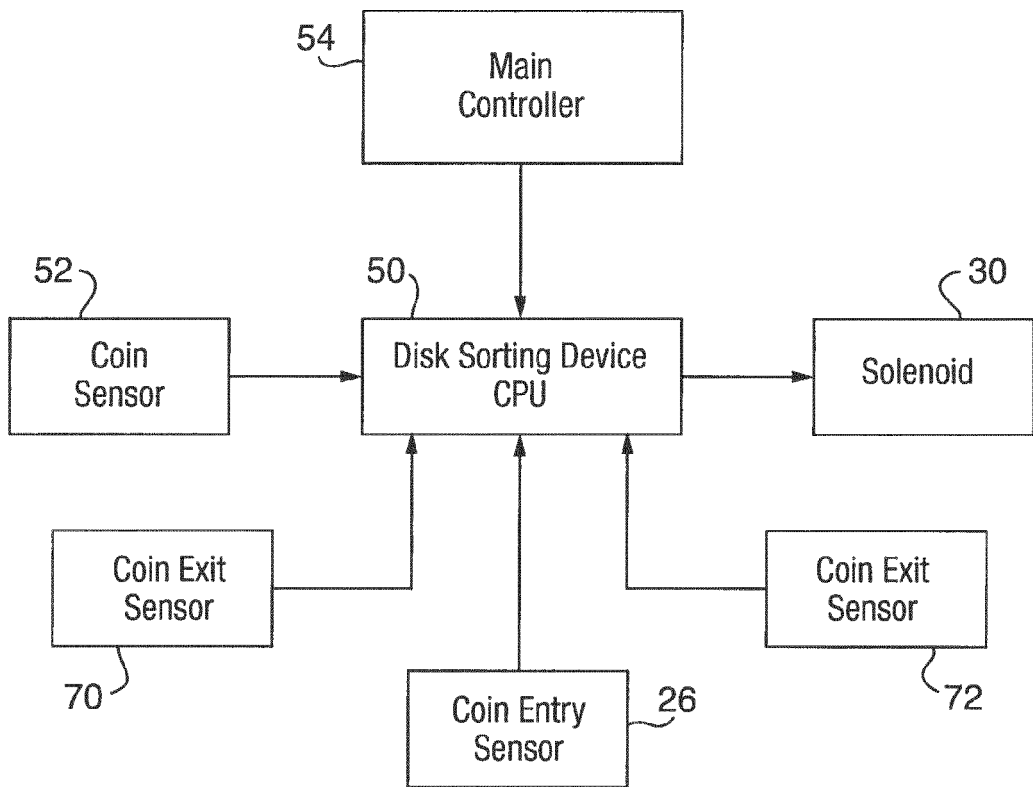 54
Main
Controller
52
50
30
Coin
Sensor
Disk Sorting Device
CPU
Solenoid
Coin Exit
Sensor
Coin Exit
Sensor
70
72
Coin Entry
Sensor
26